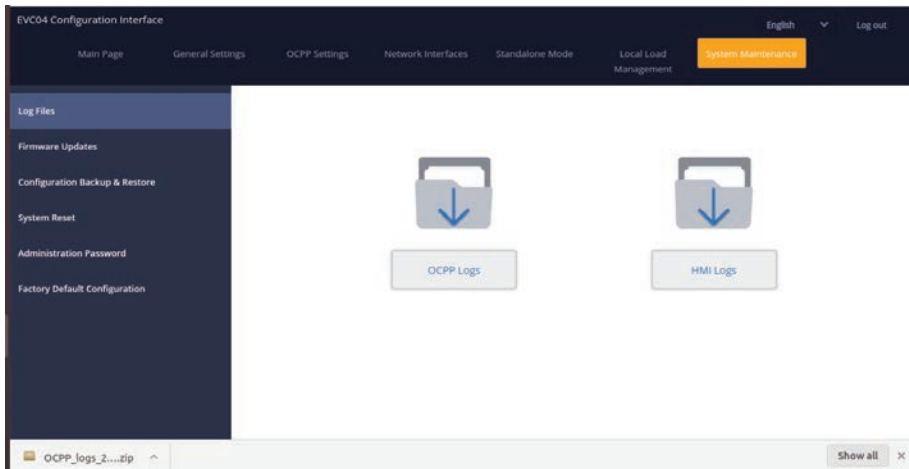 EVC04 Configuration Interface
English
Log out
Main Page
General Settings
OCPP Settings
Network Interfaces
Standalone Mode
Local Load
Management
System Maintenance
Log Files
Firmware Updates
Configuration Backup & Restore
System Reset
Administration Password
Factory Default Configuration
OCPP Logs
HMI Logs
OCPP_logs_2....zip
Show all